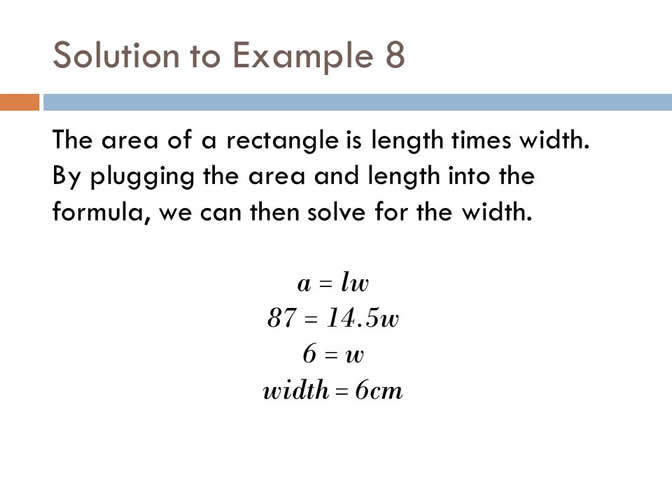 Solution to Example 8
The area of a rectangle is length times width.
By plugging the area and length into the
formula, we can then solve for the width.
a = lw
87 = 14.5w
6 = w
width = 6cm